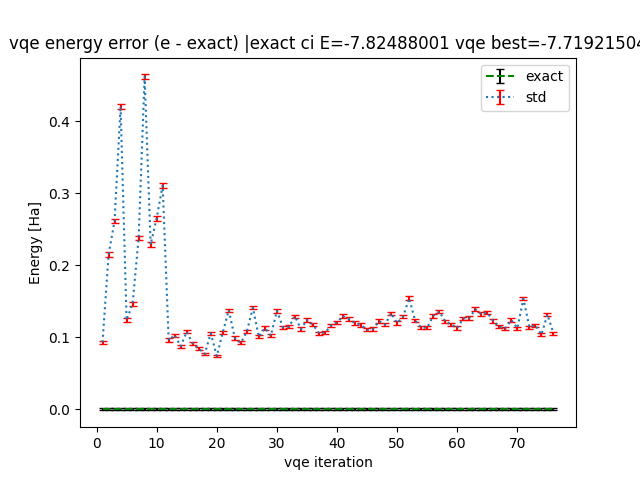 vqe energy error (e - exact) |exact ci E=-7.82488001 vqe best=-7.71921504
exact
std
Energy [Ha]
0.4
0.3
0.2
0.1
0.0
0 10 20 30 40 50 60 70
vqe iteration